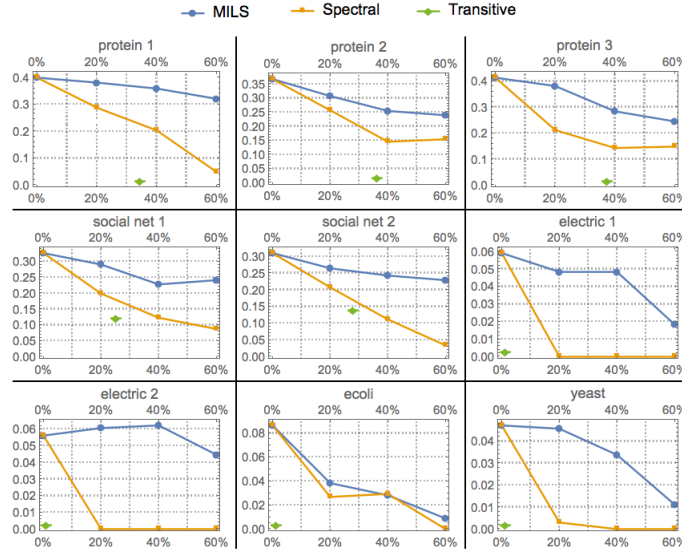 MILS Spectral Transitive
protein 1 protein 2 protein 3
0% 20% 40% 60% 0% 20% 40% 60% 0% 20% 40% 60%
0.4 0.35 0.4
0.3 0.30 0.3
0.2 0.25 0.2
0.1 0.20 0.1
0.0 0.15 0.0
0.10
0.05
0.00
0% 20% 40% 60% 0% 20% 40% 60% 0% 20% 40% 60%
social net 1 social net 2 electric 1
0% 20% 40% 60% 0% 20% 40% 60% 0% 20% 40% 60%
0.30 0.30 0.06
0.25 0.25 0.05
0.20 0.20 0.04
0.15 0.15 0.03
0.10 0.10 0.02
0.05 0.05 0.01
0.00 0.00 0.00
0% 20% 40% 60% 0% 20% 40% 60% 0% 20% 40% 60%
electric 2 ecoli yeast
0% 20% 40% 60% 0% 20% 40% 60% 0% 20% 40% 60%
0.06 0.08 0.04
0.05 0.06 0.03
0.04 0.04 0.02
0.03 0.02 0.01
0.02 0.00 0.00
0.01
0.00
0% 20% 40% 60% 0% 20% 40% 60% 0% 20% 40% 60%